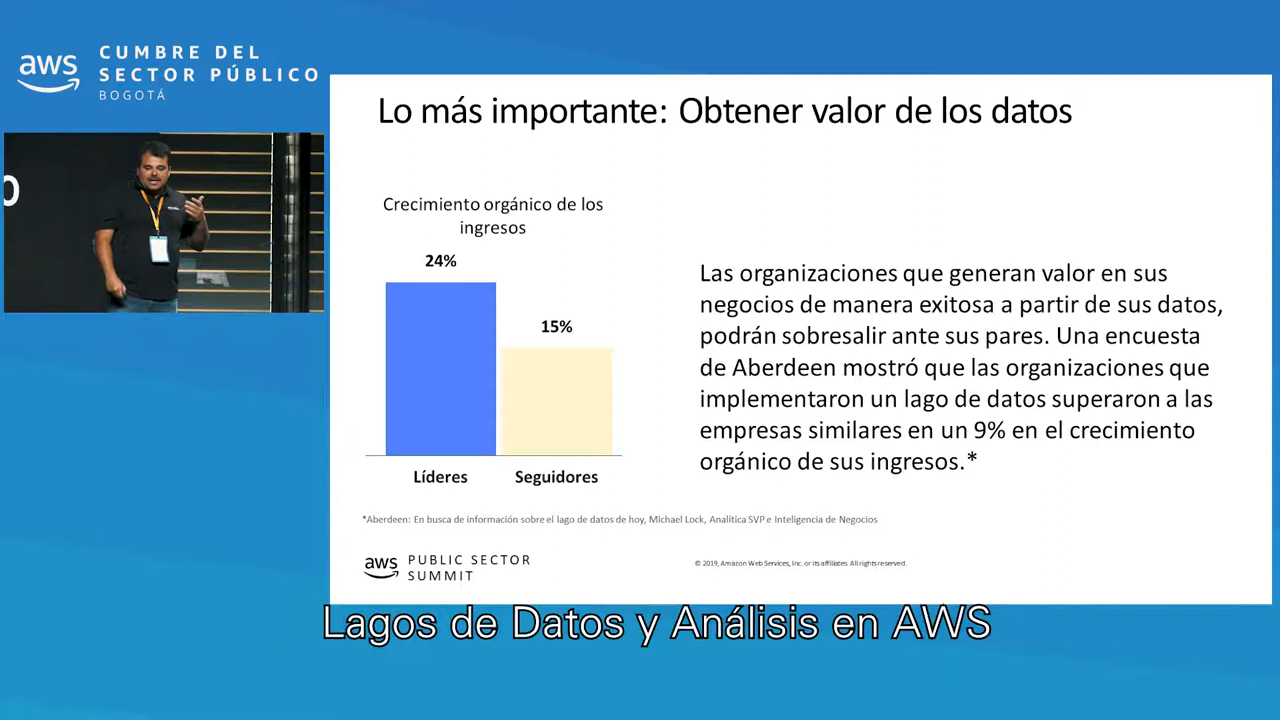 aws
CUMBRE DEL
SECTOR PÚBLICO
BOGOTÁ
Lo más importante: Obtener valor de los datos
Crecimiento orgánico de los
ingresos
24%
15%
Líderes
Seguidores
Las organizaciones que generan valor en sus
negocios de manera exitosa a partir de sus datos,
podrán sobresalir ante sus pares. Una encuesta
de Aberdeen mostró que las organizaciones que
implementaron un lago de datos superaron a las
empresas similares en un 9% en el crecimiento
orgánico de sus ingresos.*
*Aberdeen: En busca de información sobre el lago de datos de hoy, Michael Lock, Analítica SVP e Inteligencia de Negocios
aws
PUBLIC SECTOR
SUMMIT
© 2019, Amazon Web Services, Inc. or its affiliates. All rights reserved.
Lagos de Datos y Análisis en AWS